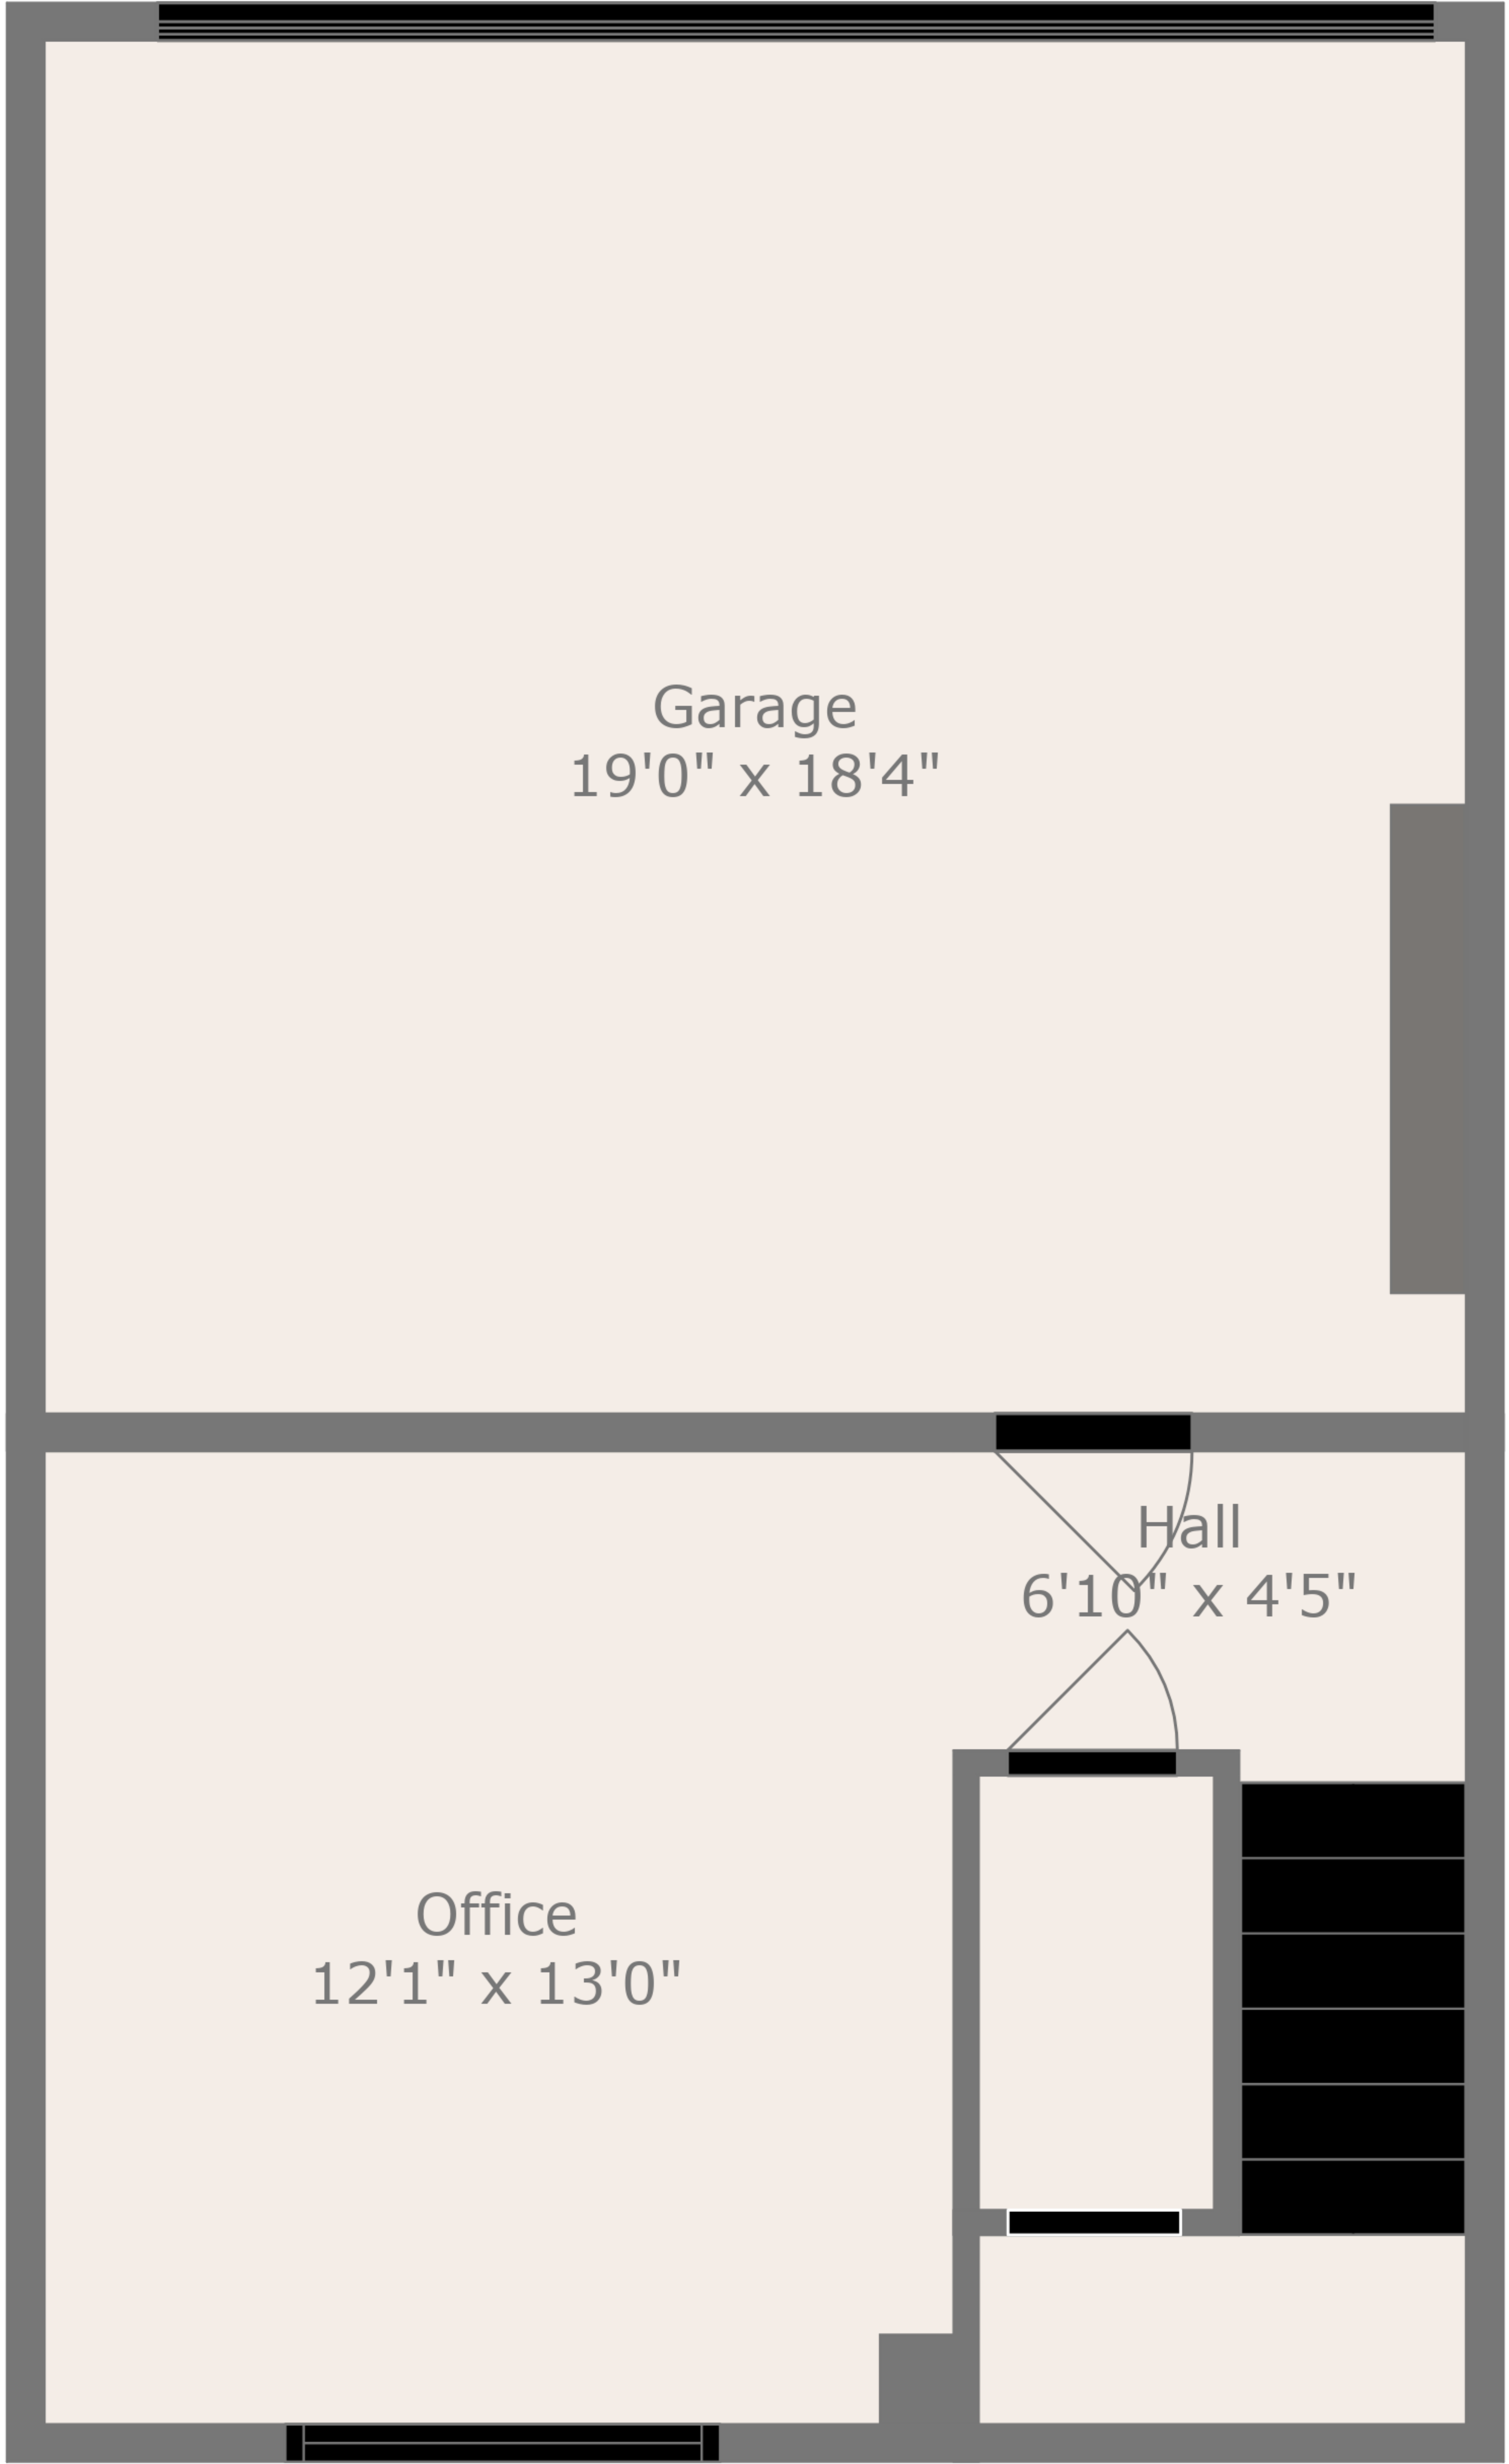 Garage
19'0" x 18'4"
Hall
6'10" x 4'5"
Office
12'1" x 13'0"